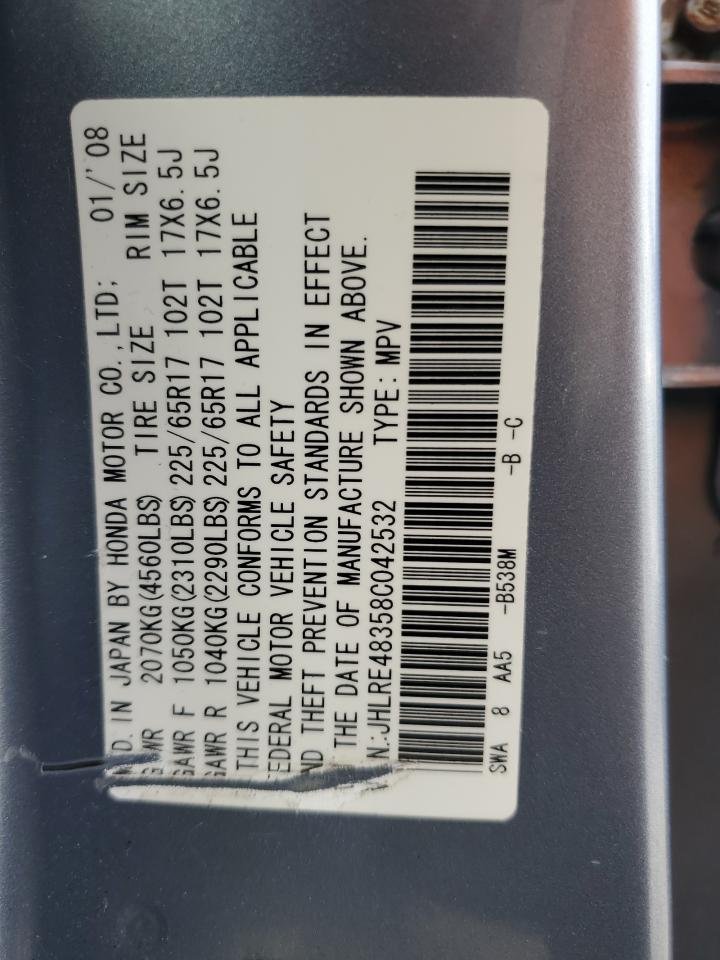 MFD. IN JAPAN BY HONDA MOTOR CO.,LTD; 01/'08
GVWR 2070KG(4560LBS) TIRE SIZE RIM SIZE
GAWR F 1050KG(2310LBS) 225/65R17 102T 17X6.5J
GAWR R 1040KG(2290LBS) 225/65R17 102T 17X6.5J
THIS VEHICLE CONFORMS TO ALL APPLICABLE
FEDERAL MOTOR VEHICLE SAFETY
AND THEFT PREVENTION STANDARDS IN EFFECT
THE DATE OF MANUFACTURE SHOWN ABOVE.
V.I.N.:JHLRE48358C042532 TYPE:MPV
SWA 8 AA5 -B538M -B -C